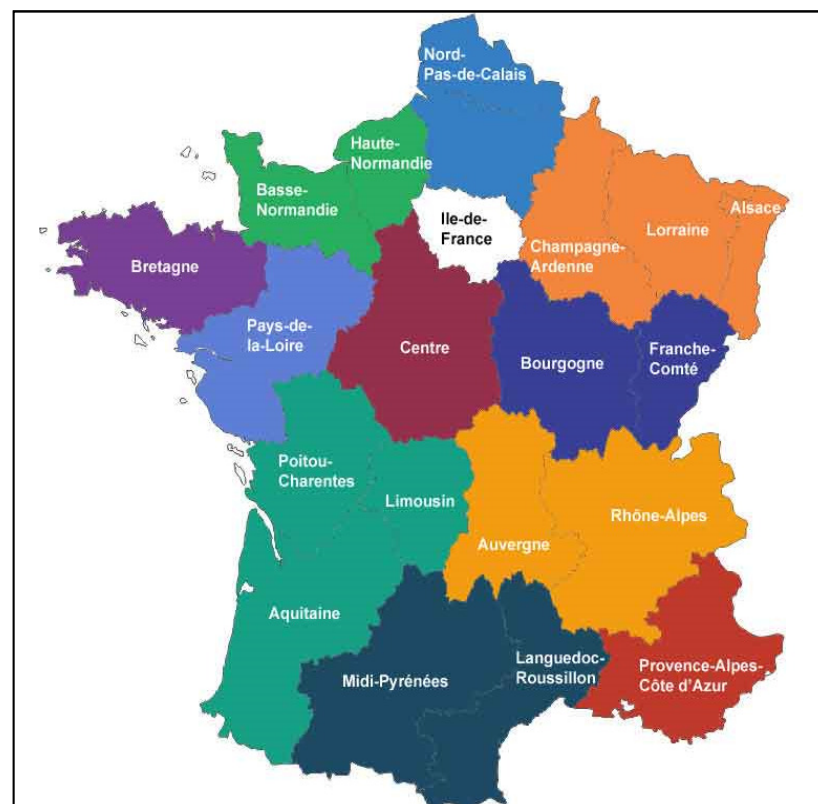 Nord-
Pas-de-Calais
Haute-
Normandie
Basse-
Normandie
Ile-de-
France
Champagne-
Ardenne
Lorraine
Alsace
Bretagne
Pays-de-
la-Loire
Centre
Bourgogne
Franche-
Comté
Poitou-
Charentes
Limousin
Auvergne
Rhône-Alpes
Aquitaine
Midi-Pyrénées
Languedoc-
Roussillon
Provence-Alpes-
Côte d'Azur